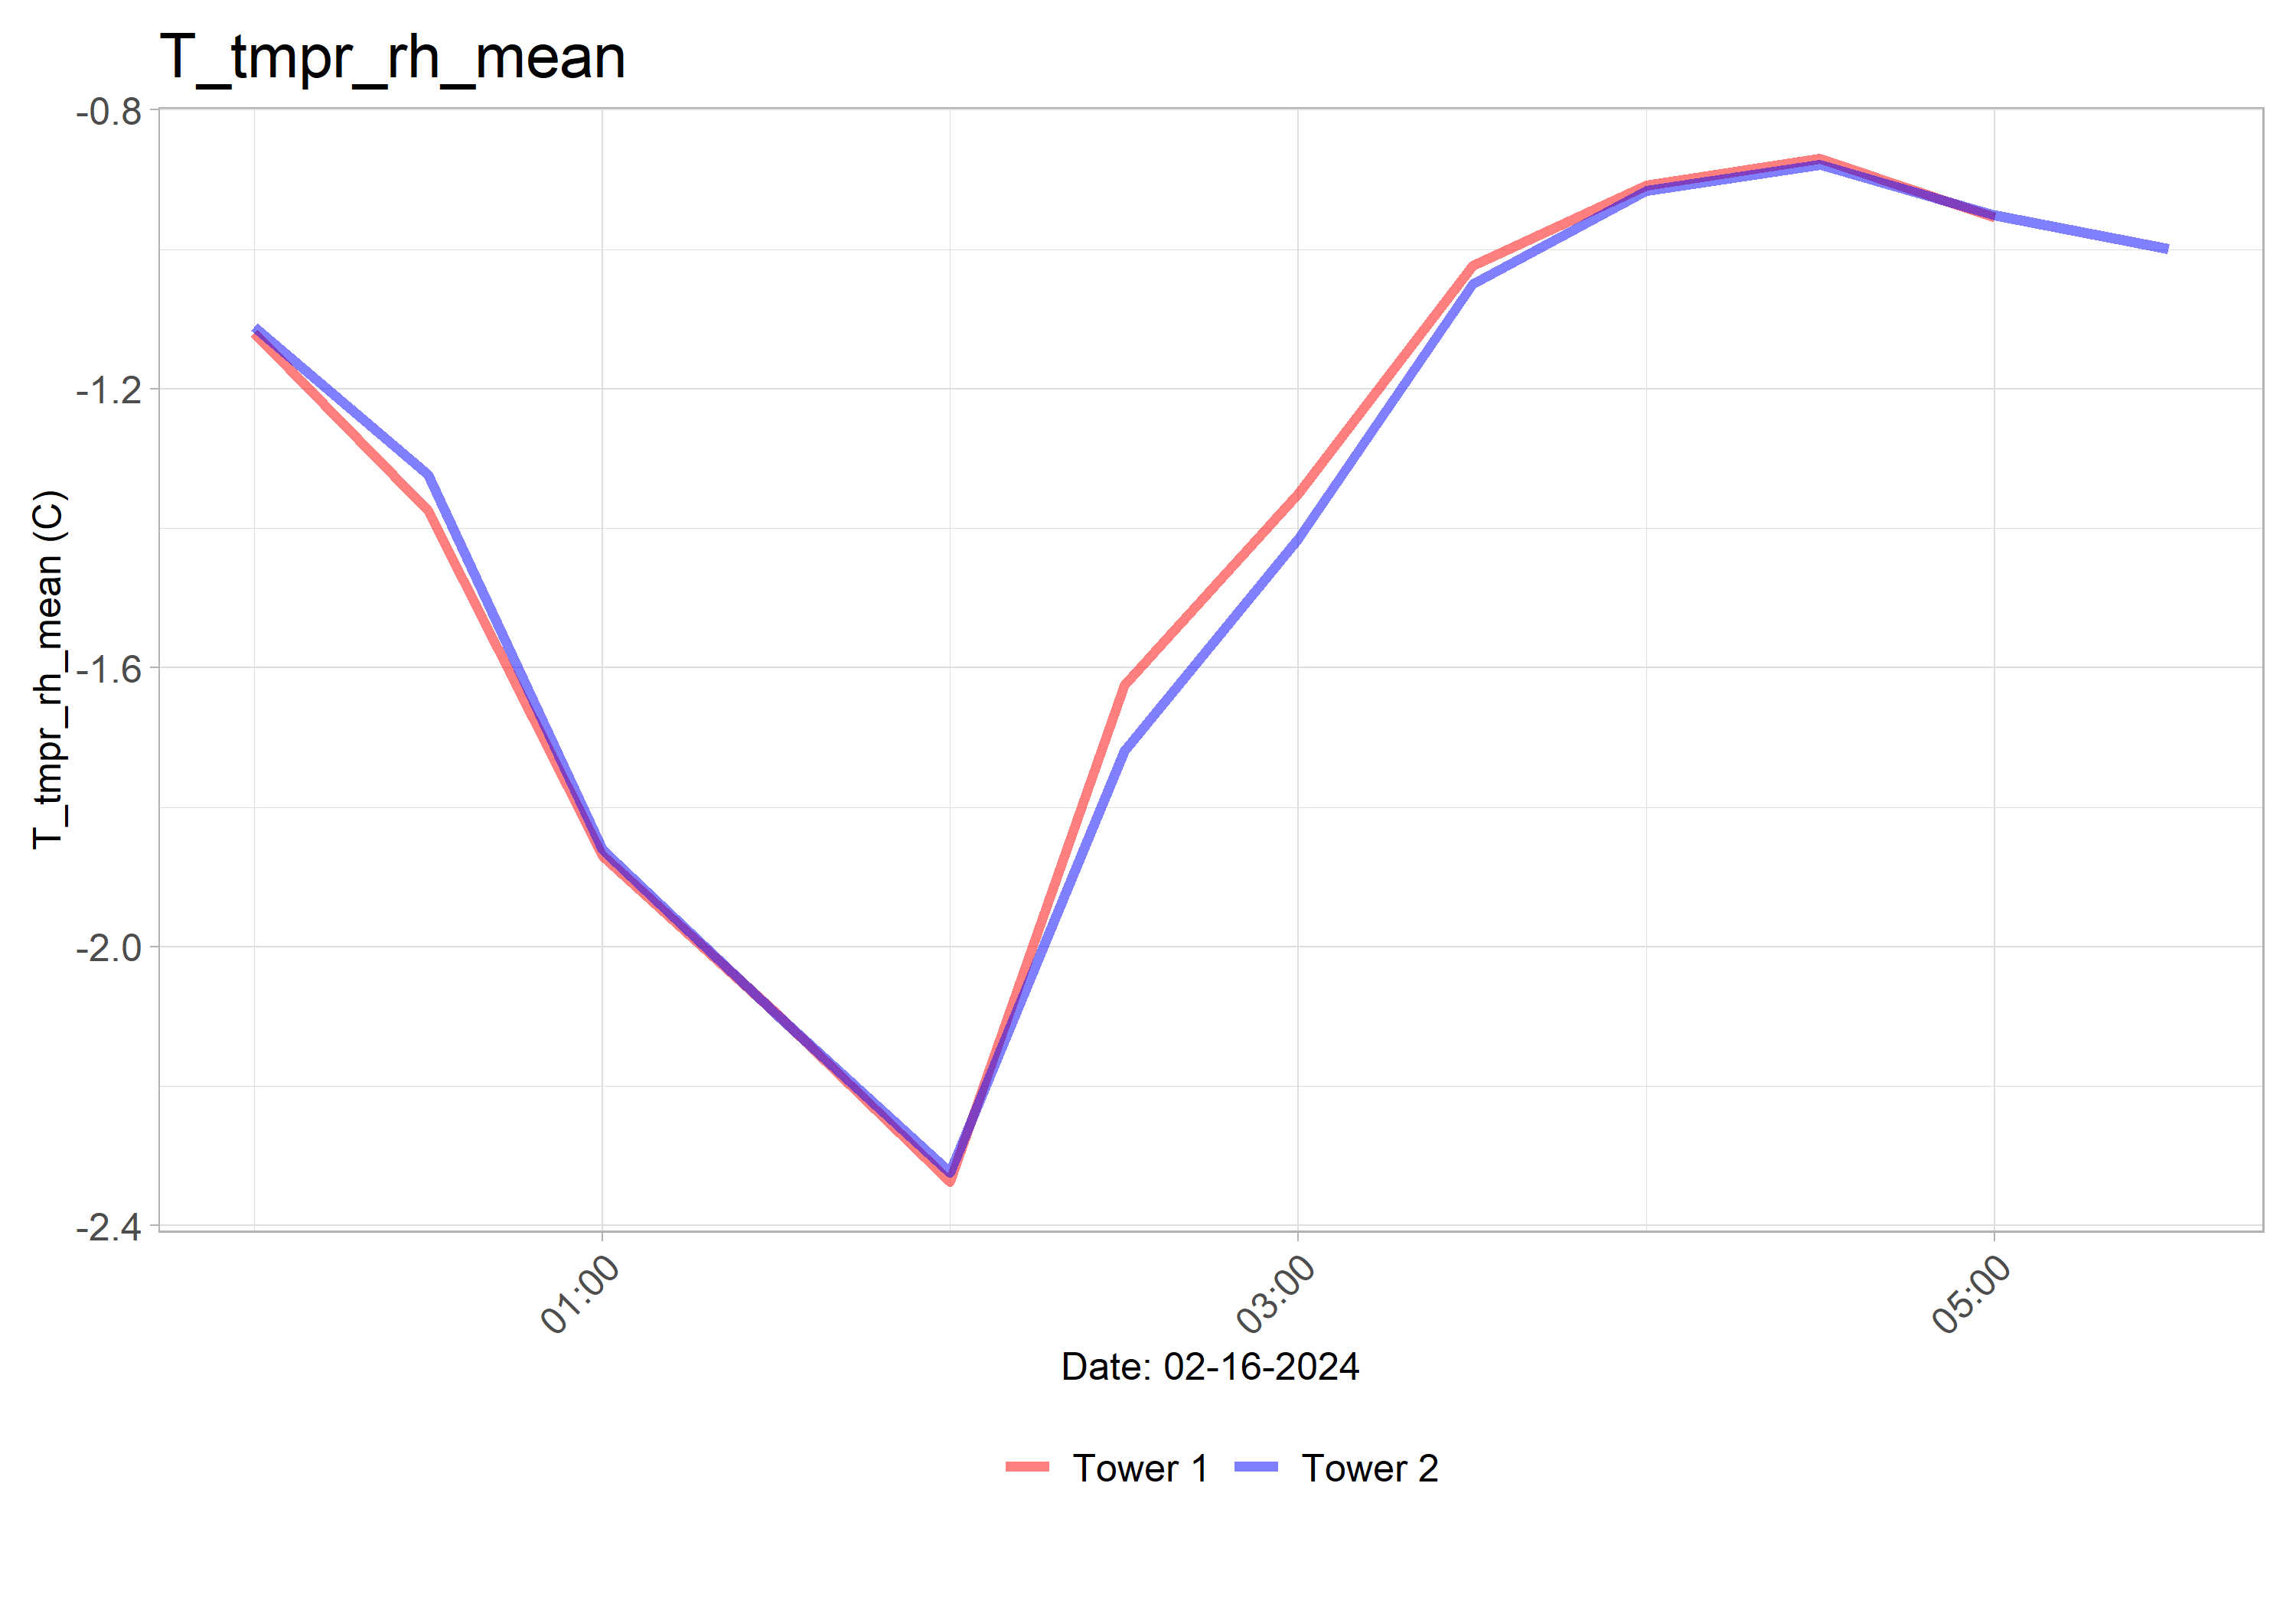 T_tmpr_rh_mean
-0.8
-1.2
-1.6
-2.0
-2.4
T_tmpr_rh_mean (C)
01:00
03:00
05:00
Date: 02-16-2024
Tower 1
Tower 2